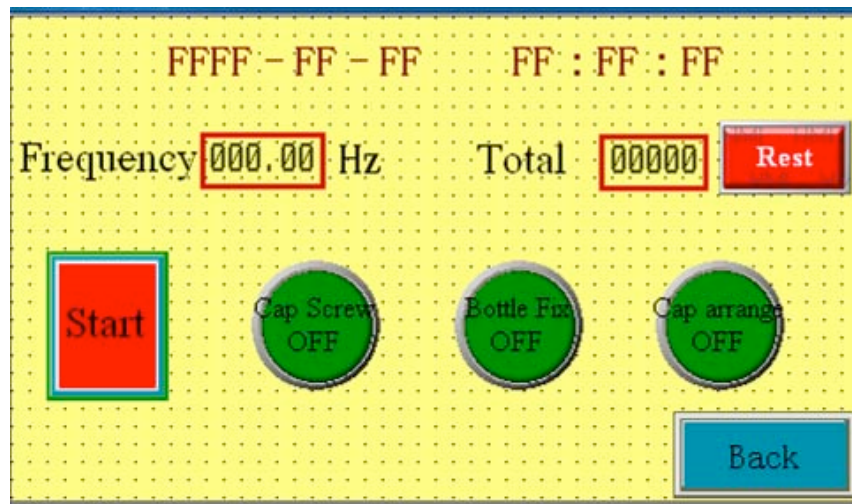 FFFF - FF - FF FF : FF : FF
Frequency 000.00 Hz Total 00000 Rest
Start
Cap Screw
OFF
Bottle Fix
OFF
Cap arrange
OFF
Back